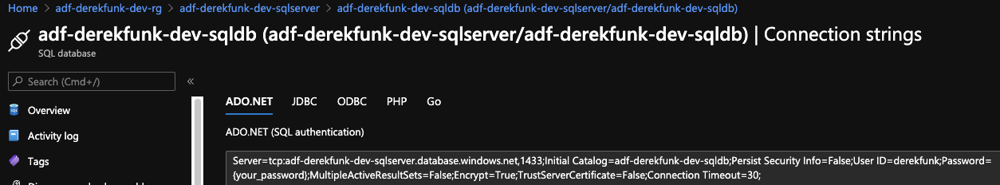 Home > adf-derekfunk-dev-rg > adf-derekfunk-dev-sqlserver > adf-derekfunk-dev-sqldb (adf-derekfunk-dev-sqlserver/adf-derekfunk-dev-sqldb)
adf-derekfunk-dev-sqldb (adf-derekfunk-dev-sqlserver/adf-derekfunk-dev-sqldb) | Connection strings
SQL database
Search (Cmd+/) «
ADO.NET JDBC ODBC PHP Go
SQL Overview
ADO.NET (SQL authentication)
Activity log
Tags
Server=tcp:adf-derekfunk-dev-sqlserver.database.windows.net,1433;Initial Catalog=adf-derekfunk-dev-sqldb;Persist Security Info=False;User ID=derekfunk;Password=
{your_password};MultipleActiveResultSets=False;Encrypt=True;TrustServerCertificate=False;Connection Timeout=30;